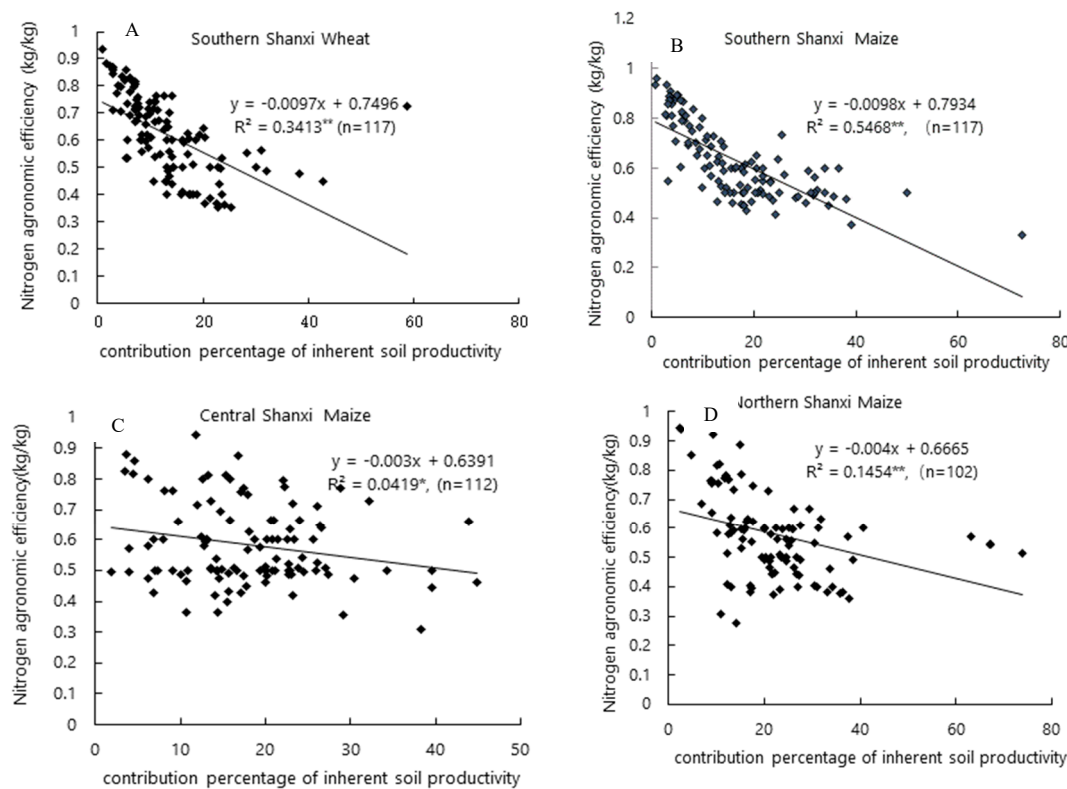 A
Southern Shanxi Wheat
y = -0.0097x + 0.7496
R² = 0.3413** (n=117)
Nitrogen agronomic efficiency (kg/kg)
1
0.9
0.8
0.7
0.6
0.5
0.4
0.3
0.2
0.1
0
0 20 40 60 80
contribution percentage of inherent soil productivity
B
Southern Shanxi Maize
y = -0.0098x + 0.7934
R² = 0.5468**, (n=117)
Nitrogen agronomic efficiency (kg/kg)
1.2
1
0.8
0.6
0.4
0.2
0
0 20 40 60 80
contribution percentage of inherent soil productivity
C
Central Shanxi Maize
y = -0.003x + 0.6391
R² = 0.0419*, (n=112)
Nitrogen agronomic efficiency(kg/kg)
1
0.9
0.8
0.7
0.6
0.5
0.4
0.3
0.2
0.1
0
0 10 20 30 40 50
contribution percentage of inherent soil productivity
D
Northern Shanxi Maize
y = -0.004x + 0.6665
R² = 0.1454**, (n=102)
Nitrogen agronomic efficiency(kg/kg)
1
0.9
0.8
0.7
0.6
0.5
0.4
0.3
0.2
0.1
0
0 20 40 60 80
contribution percentage of inherent soil productivity